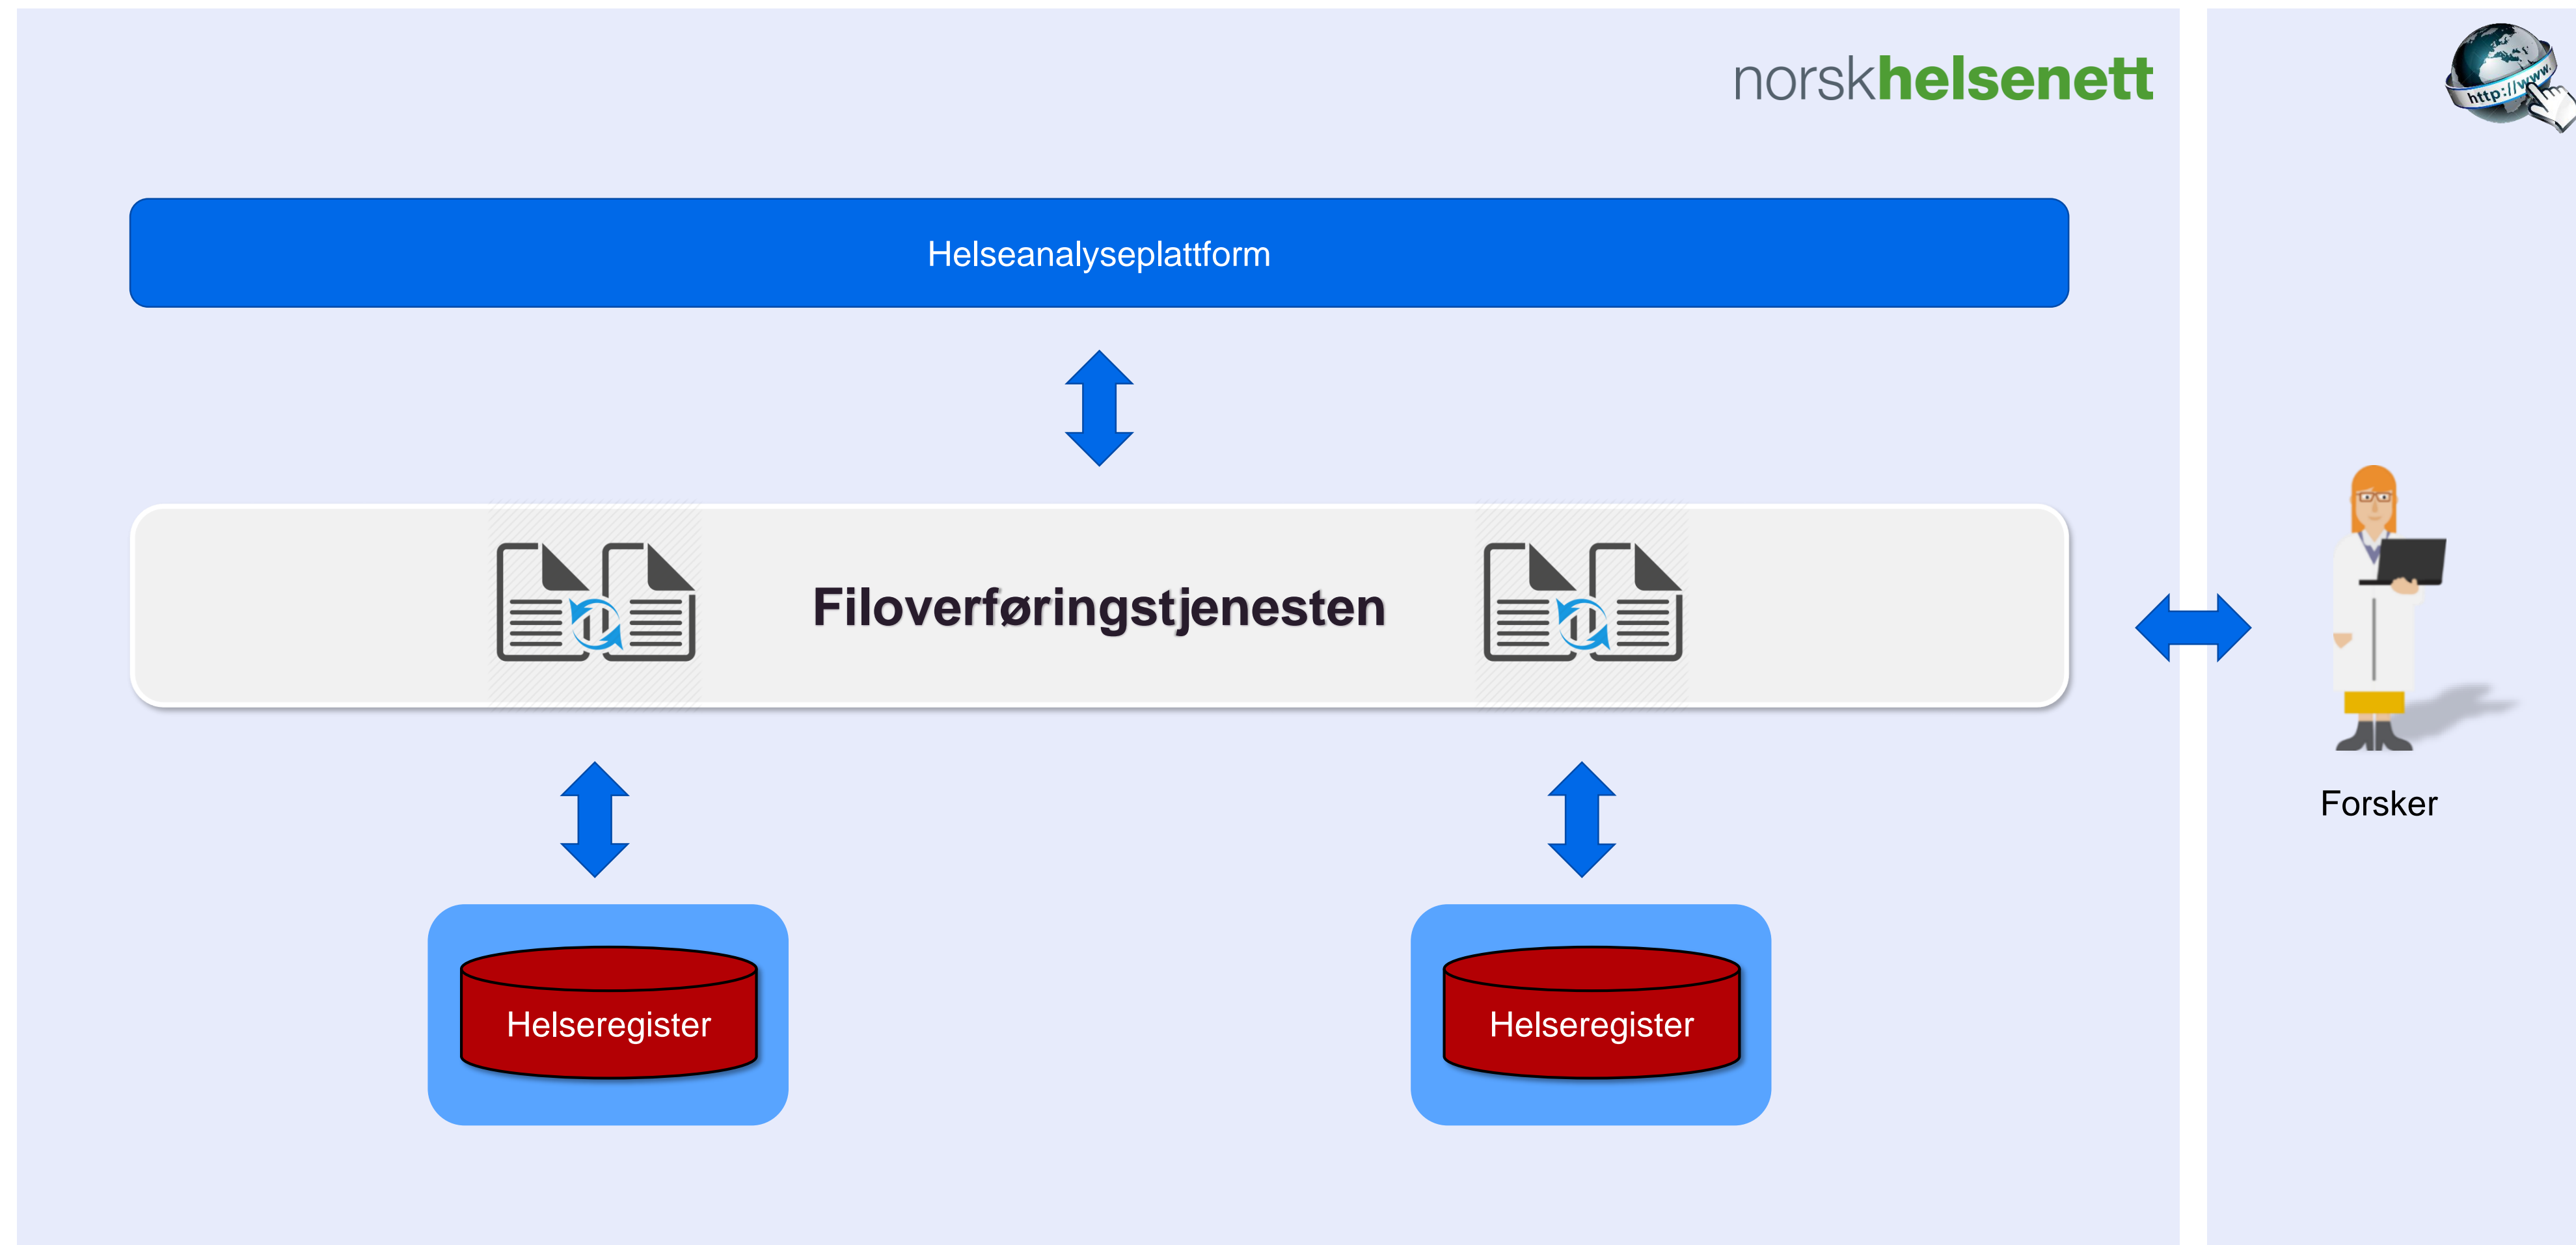 norskhelsenett
http://www.
Helseanalyseplattform
Filoverføringstjenesten
Forsker
Helseregister
Helseregister